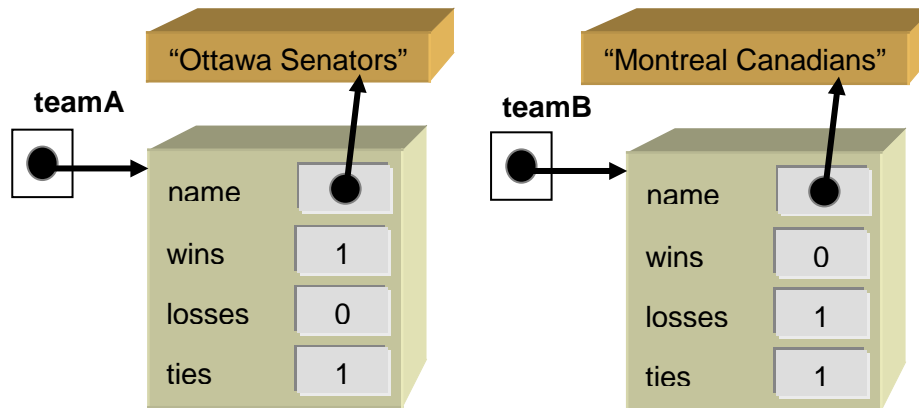 “Ottawa Senators”
“Montreal Canadians”
teamA
teamB
name
wins 1
losses 0
ties 1
name
wins 0
losses 1
ties 1